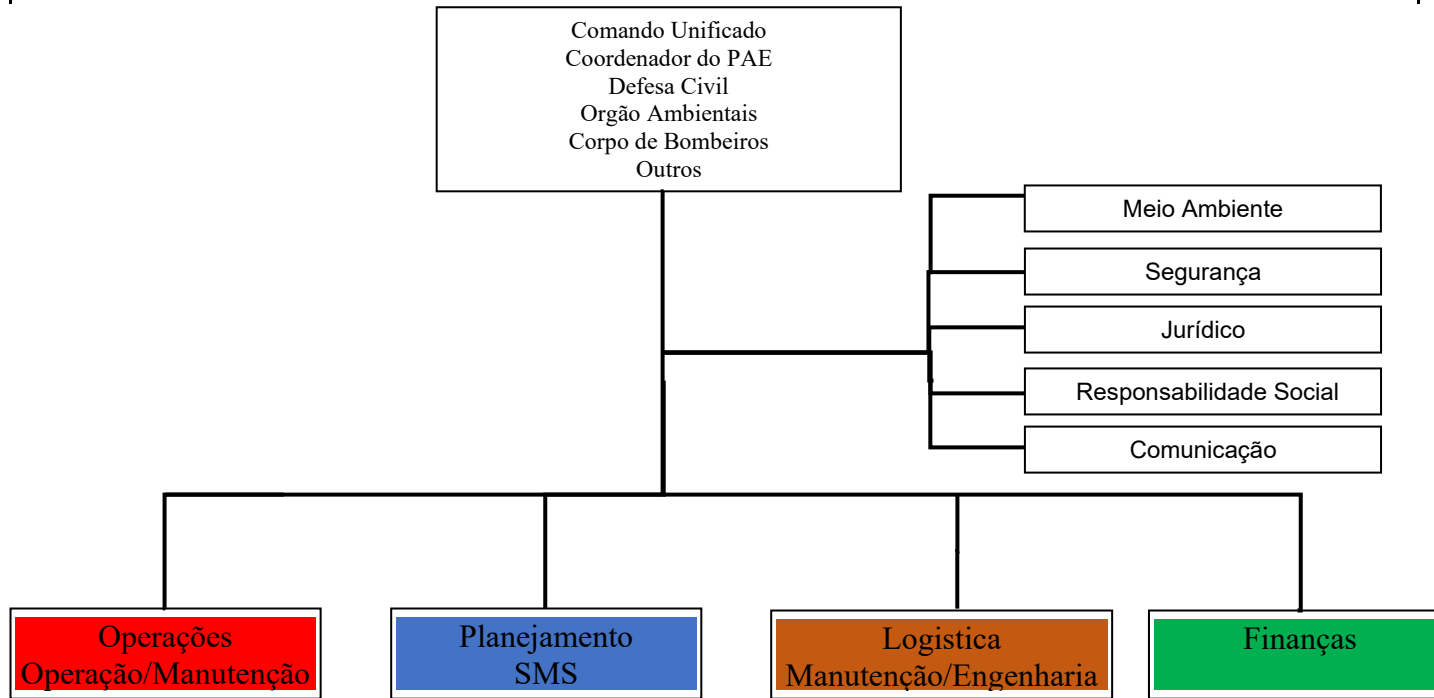 Comando Unificado
Coordenador do PAE
Defesa Civil
Orgão Ambientais
Corpo de Bombeiros
Outros
Meio Ambiente
Segurança
Jurídico
Responsabilidade Social
Comunicação
Operações
Operação/Manutenção
Planejamento
SMS
Logistica
Manutenção/Engenharia
Finanças